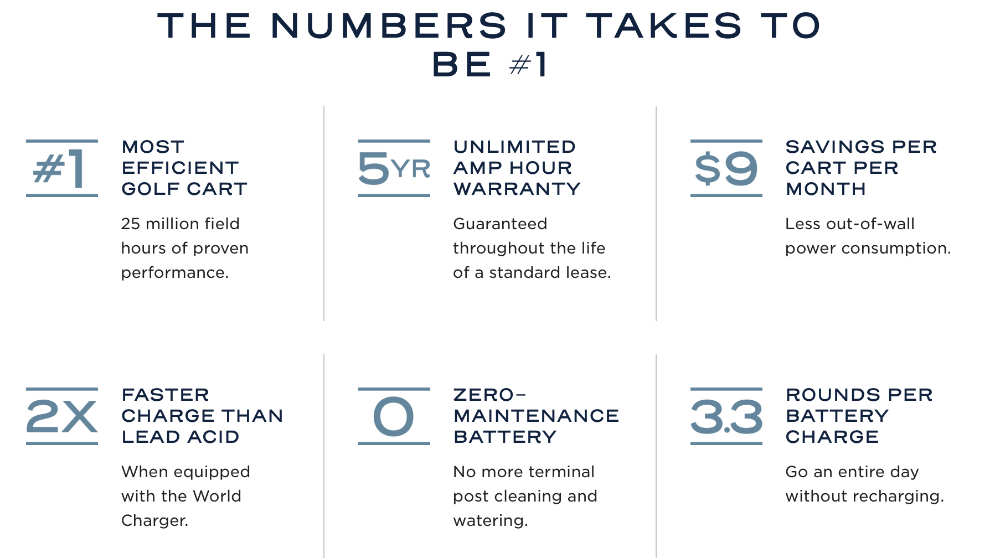 THE NUMBERS IT TAKES TO
BE #1
#1
MOST
EFFICIENT
GOLF CART
25 million field
hours of proven
performance.
5YR
UNLIMITED
AMP HOUR
WARRANTY
Guaranteed
throughout the life
of a standard lease.
$9
SAVINGS PER
CART PER
MONTH
Less out-of-wall
power consumption.
2X
FASTER
CHARGE THAN
LEAD ACID
When equipped
with the World
Charger.
0
ZERO–
MAINTENANCE
BATTERY
No more terminal
post cleaning and
watering.
3.3
ROUNDS PER
BATTERY
CHARGE
Go an entire day
without recharging.